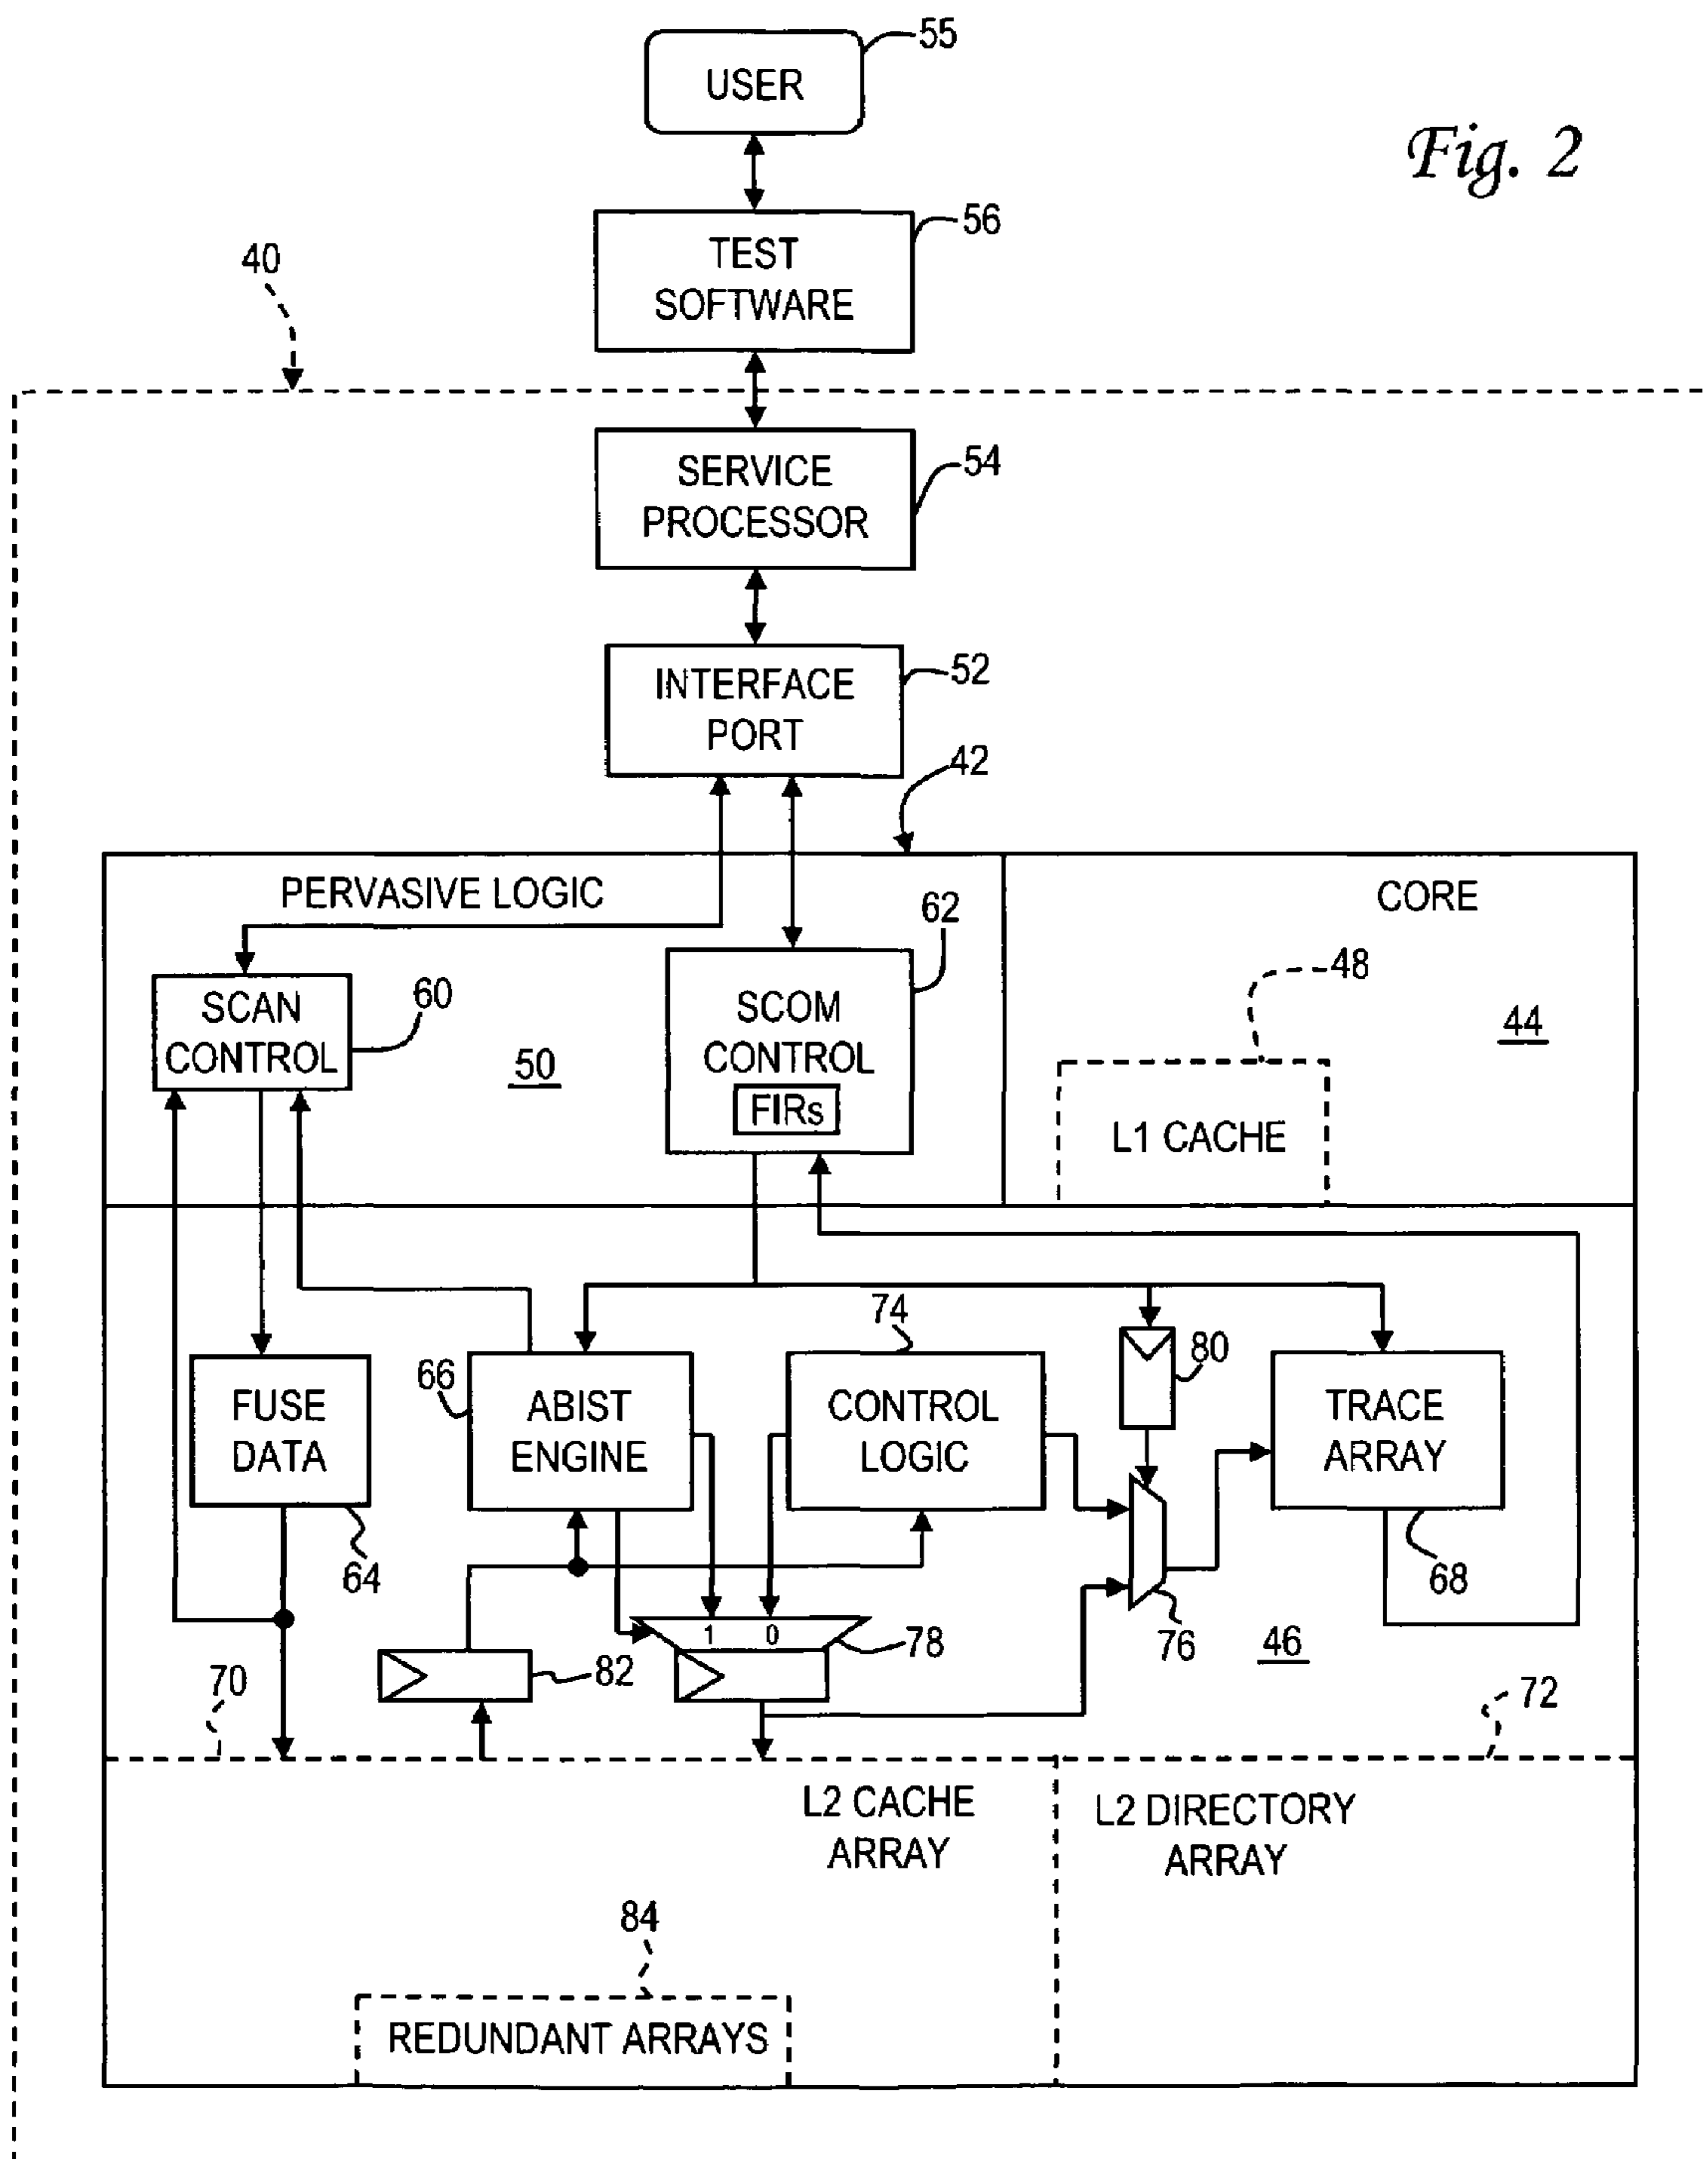 55
USER
Fig. 2
56
TEST
SOFTWARE
40
54
SERVICE
PROCESSOR
52
INTERFACE
PORT
42
PERVASIVE LOGIC
CORE
62
48
60
SCAN
CONTROL
SCOM
CONTROL
FIRs
50
44
L1 CACHE
74
66
80
FUSE
DATA
ABIST
ENGINE
CONTROL
LOGIC
TRACE
ARRAY
64
68
1 0
78
76
46
70
82
72
L2 CACHE
ARRAY
L2 DIRECTORY
ARRAY
84
REDUNDANT ARRAYS